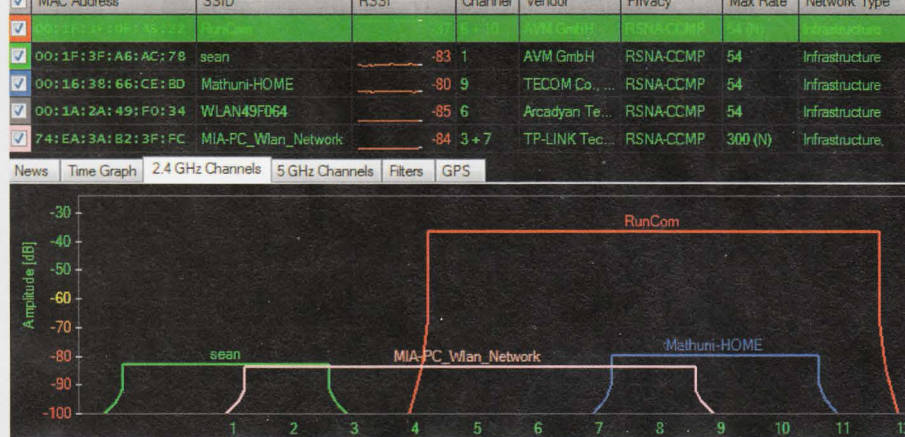 MAC Address SSID RSSI Channel Vendor Privacy Max Rate Network Type
RunCom -37 6 + 10 AVM GmbH RSNA-CCMP 54 (N) Infrastructure
00:1F:3F:A6:AC:78 sean -83 1 AVM GmbH RSNA-CCMP 54 Infrastructure
00:16:38:66:CE:BD Mathuni-HOME -80 9 TECOM Co., ... RSNA-CCMP 54 Infrastructure
00:1A:2A:49:F0:34 WLAN49F064 -85 6 Arcadyan Te... RSNA-CCMP 54 Infrastructure
74:EA:3A:B2:3F:FC MIA-PC_Wlan_Network -84 3 + 7 TP-LINK Tec... RSNA-CCMP 300 (N) Infrastructure
News Time Graph 2.4 GHz Channels 5 GHz Channels Filters GPS
Amplitude [dB]
-30
-40
-50
-60
-70
-80
-90
-100
RunCom
Mathuni-HOME
sean
MIA-PC_Wlan_Network
1 2 3 4 5 6 7 8 9 10 11